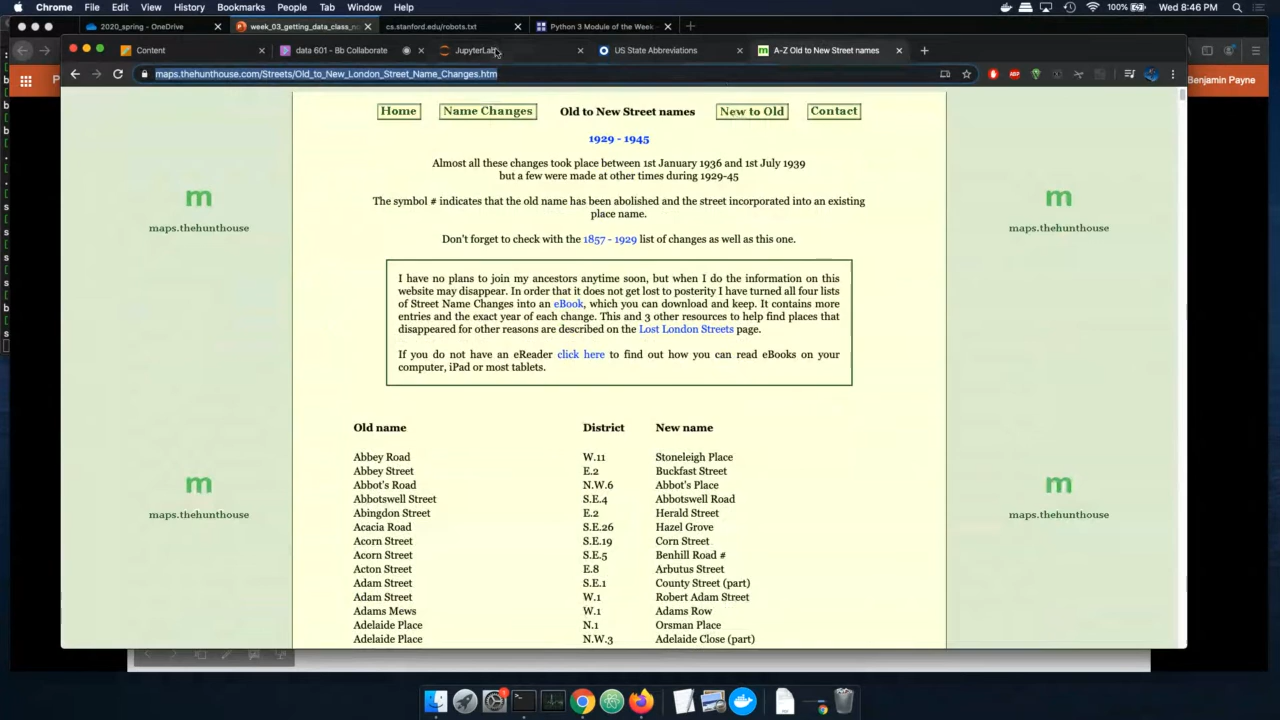 Chrome File Edit View History Bookmarks People Tab Window Help
100% Wed 8:46 PM
2020_spring - OneDrive
week_03_getting_data_class_no
cs.stanford.edu/robots.txt
Python 3 Module of the Week
Content
data 601 - Bb Collaborate
JupyterLab
US State Abbreviations
A-Z Old to New Street names
maps.thehunthouse.com/Streets/Old_to_New_London_Street_Name_Changes.htm
ABP
P
Benjamin Payne
Home
Name Changes
Old to New Street names
New to Old
Contact
1929 - 1945
Almost all these changes took place between 1st January 1936 and 1st July 1939
but a few were made at other times during 1929-45
The symbol # indicates that the old name has been abolished and the street incorporated into an existing
place name.
Don't forget to check with the 1857 - 1929 list of changes as well as this one.
m
maps.thehunthouse
m
maps.thehunthouse
I have no plans to join my ancestors anytime soon, but when I do the information on this
website may disappear. In order that it does not get lost to posterity I have turned all four lists
of Street Name Changes into an eBook, which you can download and keep. It contains more
entries and the exact year of each change. This and 3 other resources to help find places that
disappeared for other reasons are described on the Lost London Streets page.
If you do not have an eReader click here to find out how you can read eBooks on your
computer, iPad or most tablets.
Old name District New name
Abbey Road W.11 Stoneleigh Place
Abbey Street E.2 Buckfast Street
Abbot's Road N.W.6 Abbot's Place
Abbotswell Street S.E.4 Abbotswell Road
Abingdon Street E.2 Herald Street
Acacia Road S.E.26 Hazel Grove
Acorn Street S.E.19 Corn Street
Acorn Street S.E.5 Benhill Road #
Acton Street E.8 Arbutus Street
Adam Street S.E.1 County Street (part)
Adam Street W.1 Robert Adam Street
Adams Mews W.1 Adams Row
Adelaide Place N.1 Orsman Place
Adelaide Place N.W.3 Adelaide Close (part)
m
maps.thehunthouse
m
maps.thehunthouse